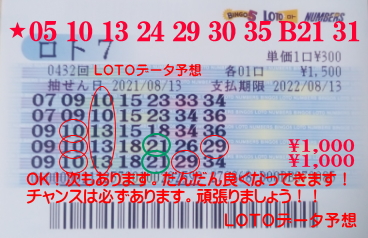 ★05 10 13 24 29 30 35 B21 31
BINGO5 LOTO NUMBERS
ロト7
単価1口¥300
0432回 LOTOデータ予想 各01口 ¥1,500
抽せん日 2021/08/13 支払期限 2022/08/13
07 09 10 15 23 33 34
07 09 10 15 23 33 34
09 10 13 15 23 33 34
09 10 13 18 21 26 29 ¥1,000
09 10 13 18 21 29 34 ¥1,000
OK!次もあります。だんだん良くなってきます!
チャンスは必ずあります。頑張りましょう!!
LOTOデータ予想